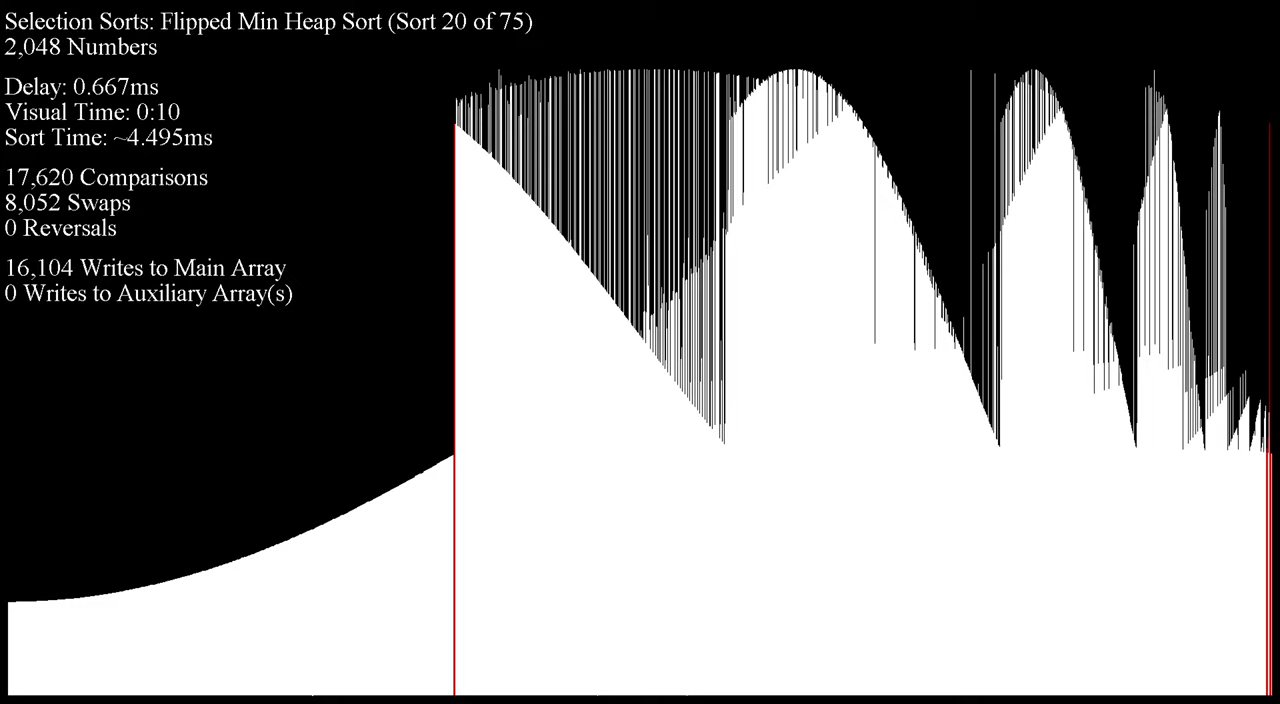 Selection Sorts: Flipped Min Heap Sort (Sort 20 of 75)
2,048 Numbers
Delay: 0.667ms
Visual Time: 0:10
Sort Time: ~4.495ms
17,620 Comparisons
8,052 Swaps
0 Reversals
16,104 Writes to Main Array
0 Writes to Auxiliary Array(s)